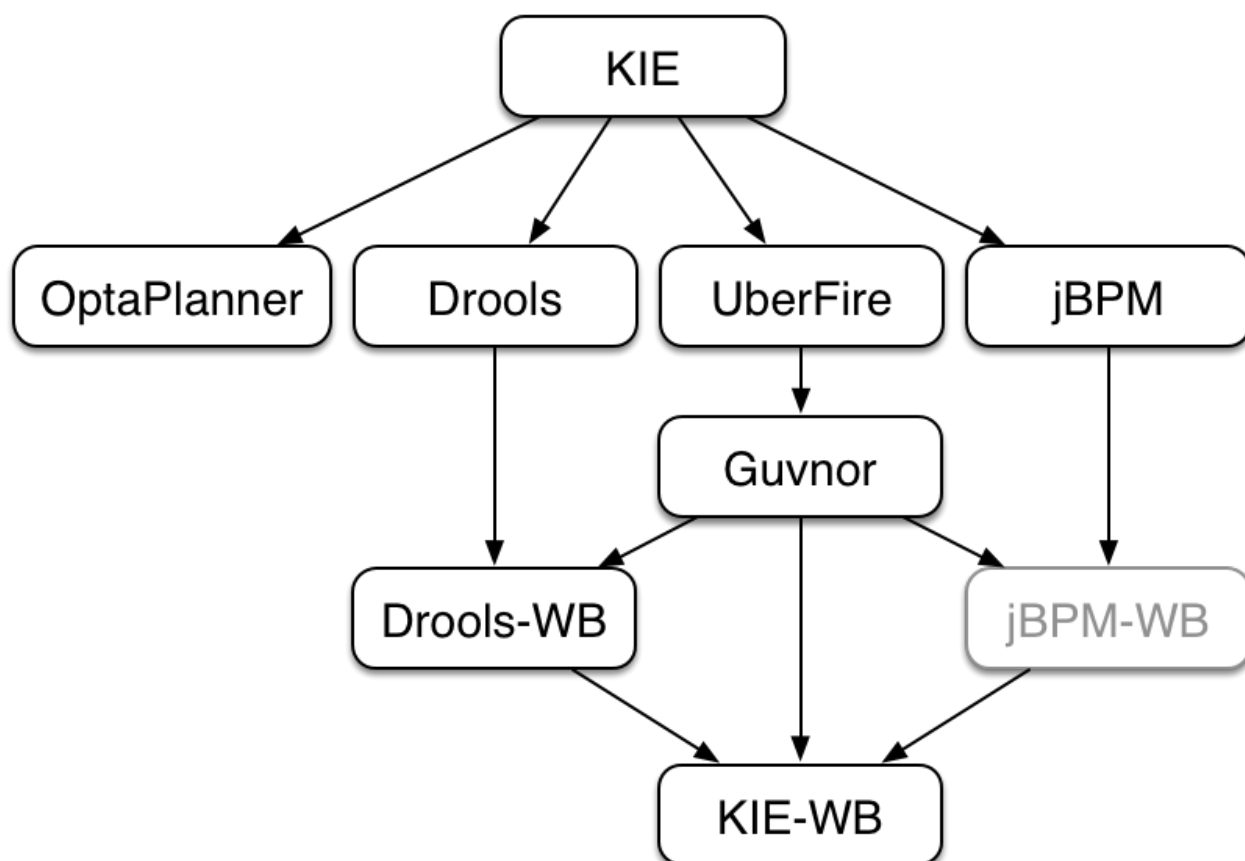 KIE
OptaPlanner
Drools
UberFire
jBPM
Guvnor
Drools-WB
jBPM-WB
KIE-WB